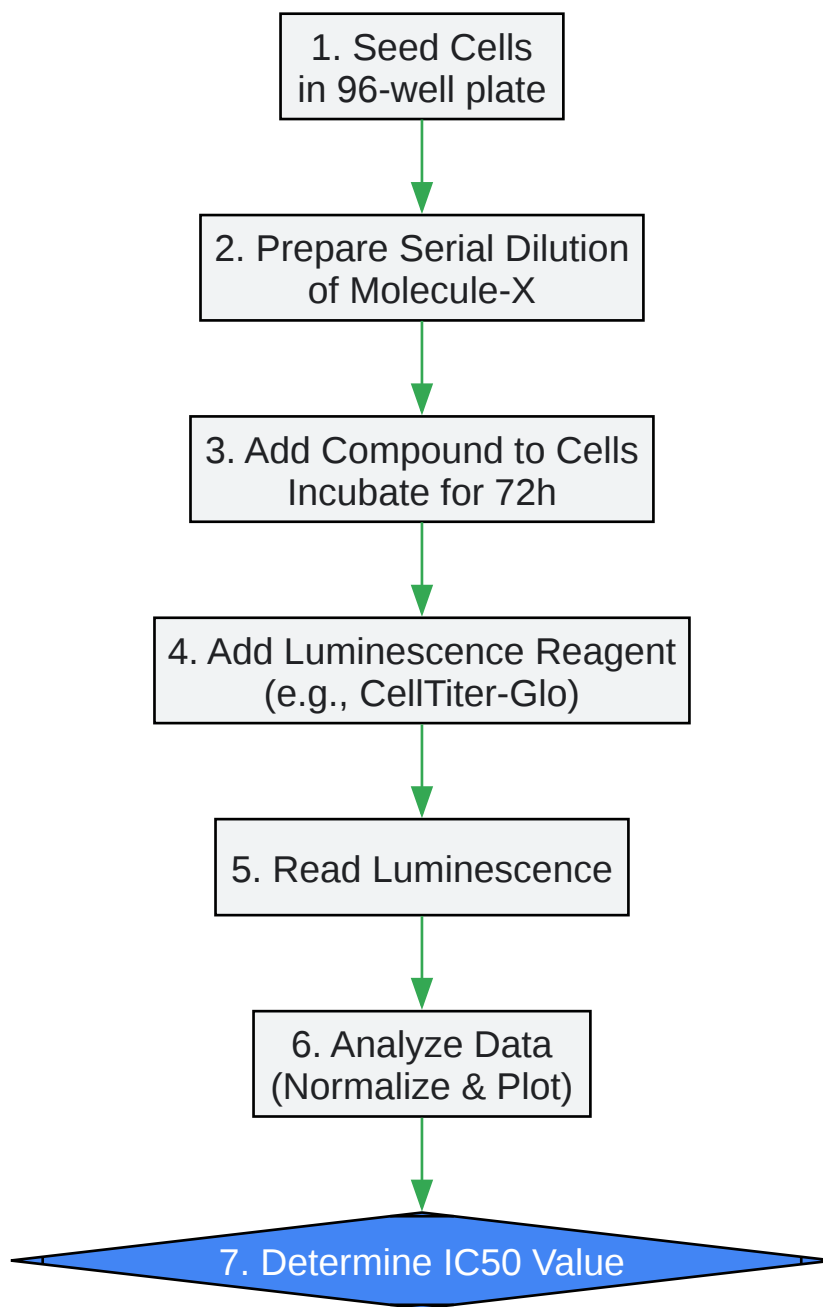 1. Seed Cells
in 96-well plate
2. Prepare Serial Dilution
of Molecule-X
3. Add Compound to Cells
Incubate for 72h
4. Add Luminescence Reagent
(e.g., CellTiter-Glo)
5. Read Luminescence
6. Analyze Data
(Normalize & Plot)
7. Determine IC50 Value